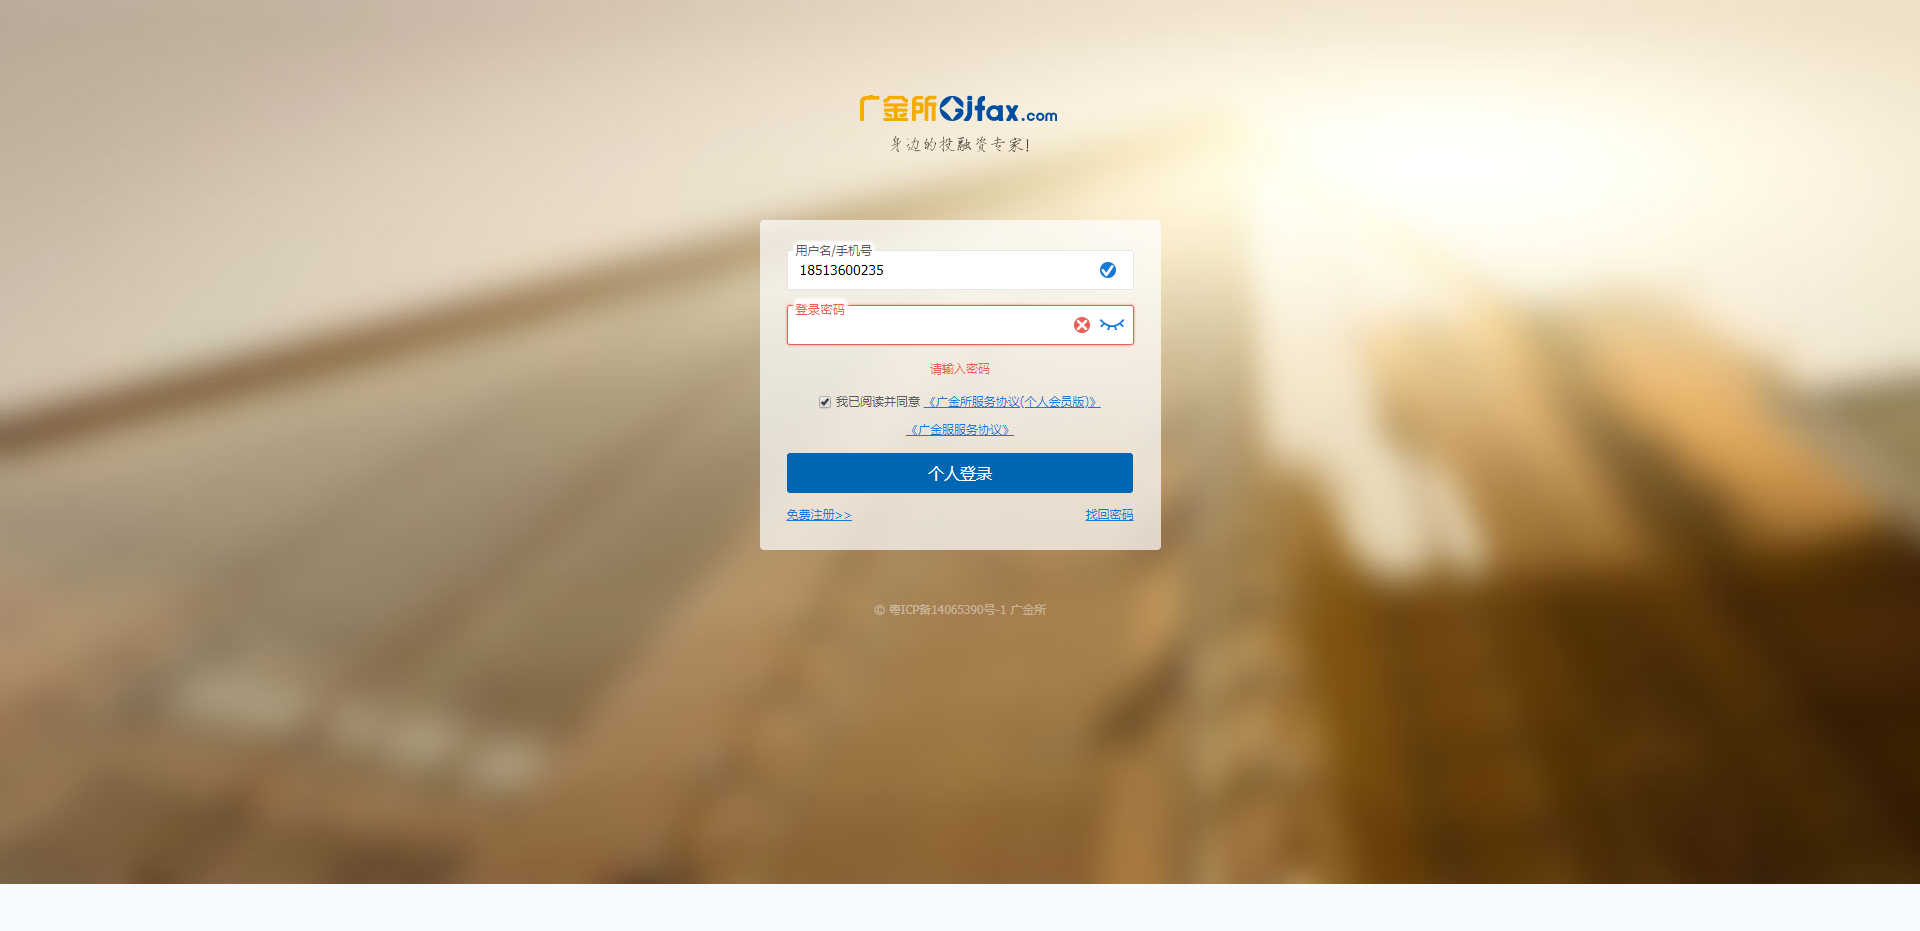 广金所Gjfax.com
身边的投融资专家!
用户名/手机号
18513600235
登录密码
请输入密码
我已阅读并同意 《广金所服务协议(个人会员版)》
《广金服服务协议》
个人登录
免费注册>>
找回密码
© 粤ICP备14065390号-1 广金所